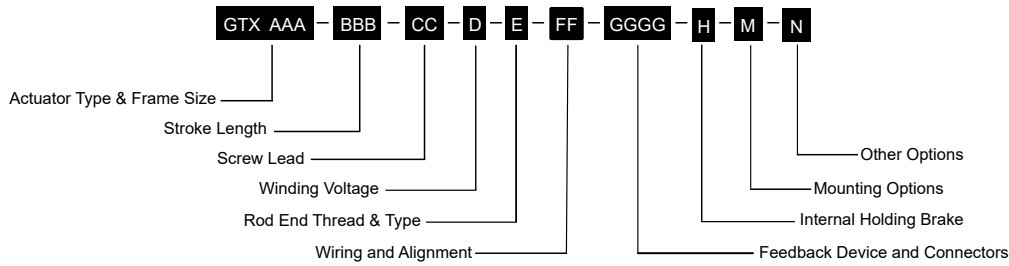 GTX AAA - BBB - CC - D - E - FF - GGGG - H - M - N
Actuator Type & Frame Size
Stroke Length
Screw Lead
Other Options
Winding Voltage
Mounting Options
Rod End Thread & Type
Internal Holding Brake
Wiring and Alignment
Feedback Device and Connectors